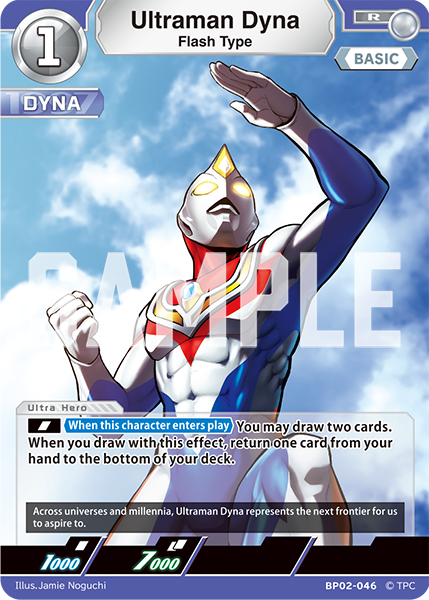 Ultraman Dyna
Flash Type
1
R
BASIC
DYNA
SAMPLE
Ultra Hero
When this character enters play You may draw two cards.
When you draw with this effect, return one card from your
hand to the bottom of your deck.
Across universes and millennia, Ultraman Dyna represents the next frontier for
us to aspire to.
1000 7000
Illus.Jamie Noguchi BP02-046 © TPC